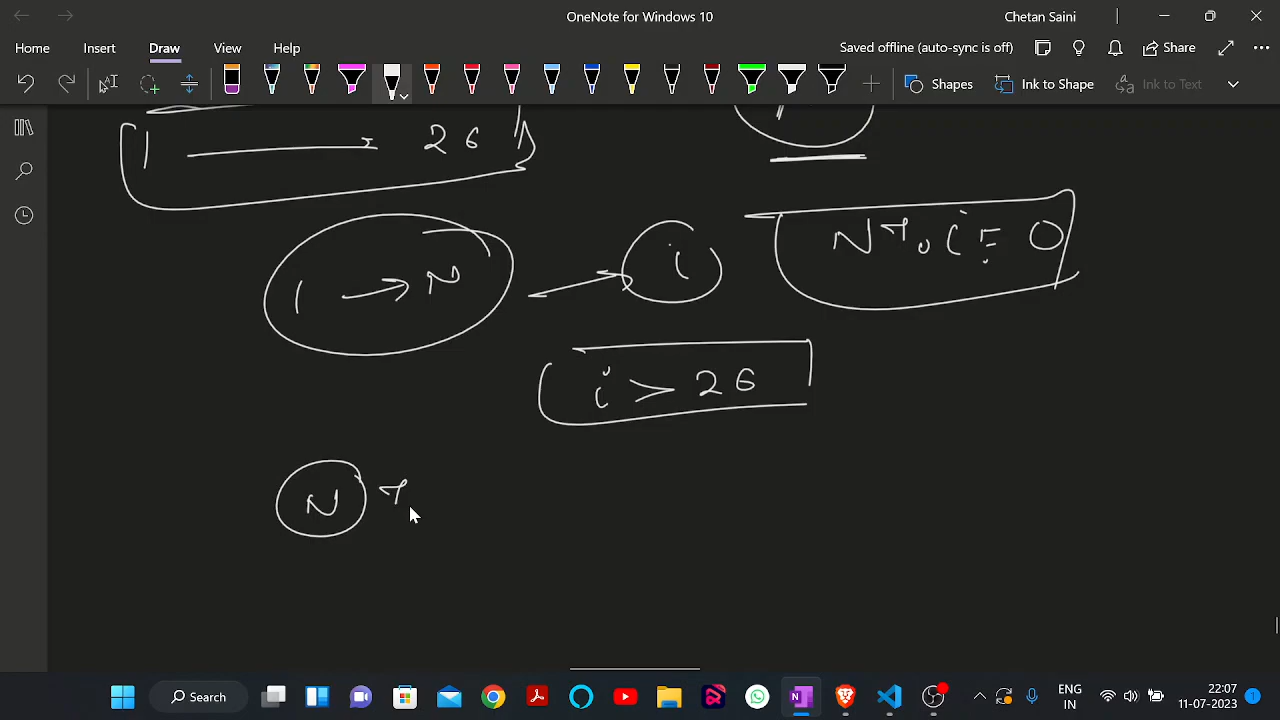 OneNote for Windows 10
Chetan Saini
Home Insert Draw View Help
Saved offline (auto-sync is off)
Share
Shapes
Ink to Shape
Ink to Text
1 → 26
1 → N
i
N % i != 0
i > 26
N %
Search
ENG
IN
22:07
11-07-2023